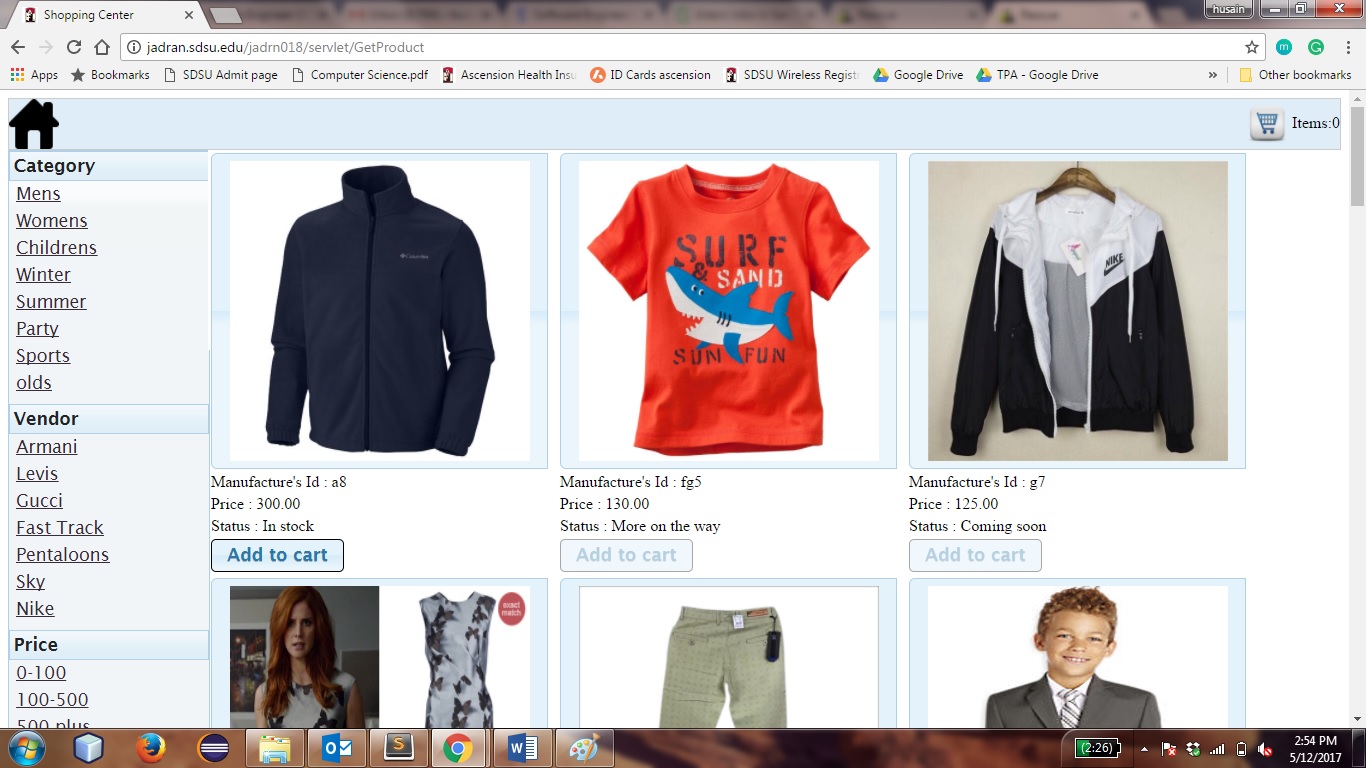 Shopping Center
husain
jadran.sdsu.edu/jadrn018/servlet/GetProduct
Apps Bookmarks SDSU Admit page Computer Science.pdf Ascension Health Insu ID Cards ascension SDSU Wireless Registr Google Drive TPA - Google Drive » Other bookmarks
Items:0
Category
Mens
Womens
Childrens
Winter
Summer
Party
Sports
olds
Vendor
Armani
Levis
Gucci
Fast Track
Pentaloons
Sky
Nike
Price
0-100
100-500
500 plus
Columbia
Manufacture's Id : a8
Price : 300.00
Status : In stock
Add to cart
SURF
& SAND
SUN FUN
Manufacture's Id : fg5
Price : 130.00
Status : More on the way
Add to cart
NIKE
Manufacture's Id : g7
Price : 125.00
Status : Coming soon
Add to cart
exact
match
(2:26)
2:54 PM
5/12/2017